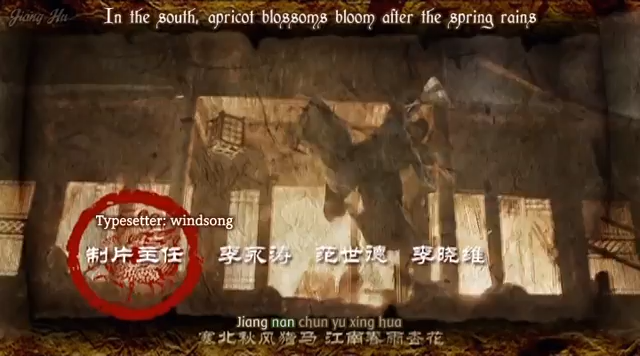 Jiang Hu
In the south, apricot blossoms bloom after the spring rains
Typesetter: windsong
制片主任 李永涛 范世德 李晓维
Jiang nan chun yu xing hua
塞北秋风猎马 江南春雨杏花